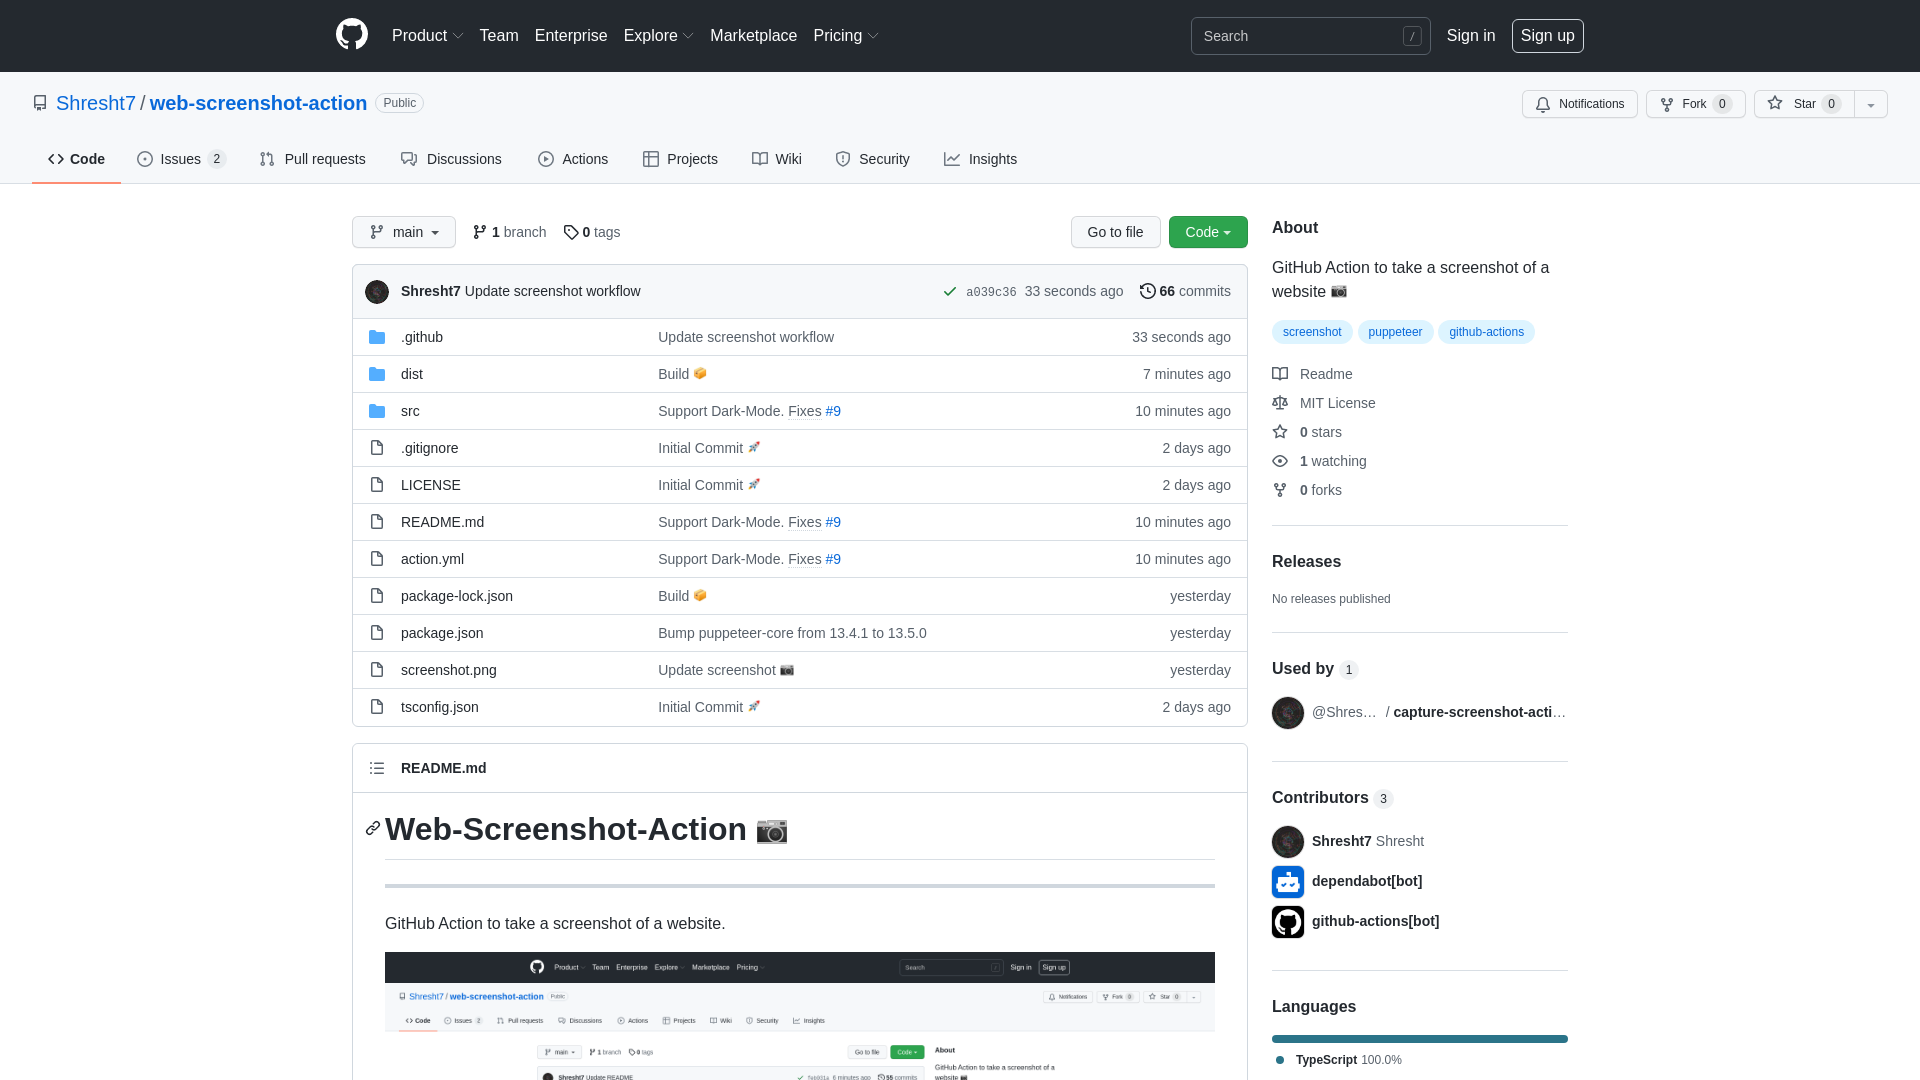 Product Team Enterprise Explore Marketplace Pricing Search / Sign in Sign up
Shresht7 / web-screenshot-action Public Notifications Fork 0 Star 0
Code Issues 2 Pull requests Discussions Actions Projects Wiki Security Insights
main 1 branch 0 tags Go to file Code
Shresht7 Update screenshot workflow a039c36 33 seconds ago 66 commits
.github Update screenshot workflow 33 seconds ago
dist Build 📦 7 minutes ago
src Support Dark-Mode. Fixes #9 10 minutes ago
.gitignore Initial Commit 🚀 2 days ago
LICENSE Initial Commit 🚀 2 days ago
README.md Support Dark-Mode. Fixes #9 10 minutes ago
action.yml Support Dark-Mode. Fixes #9 10 minutes ago
package-lock.json Build 📦 yesterday
package.json Bump puppeteer-core from 13.4.1 to 13.5.0 yesterday
screenshot.png Update screenshot 📷 yesterday
tsconfig.json Initial Commit 🚀 2 days ago
README.md
Web-Screenshot-Action 📷
GitHub Action to take a screenshot of a website.
Product Team Enterprise Explore Marketplace Pricing Search / Sign in Sign up
Shresht7 / web-screenshot-action Public Notifications Fork 0 Star 0
Code Issues 2 Pull requests Discussions Actions Projects Wiki Security Insights
main 1 branch 0 tags Go to file Code About
GitHub Action to take a screenshot of a
website 📷
Shresht7 Update README 6 minutes ago 55 commits
About
GitHub Action to take a screenshot of a
website 📷
screenshot puppeteer github-actions
Readme
MIT License
0 stars
1 watching
0 forks
Releases
No releases published
Used by 1
@Shres… / capture-screenshot-acti…
Contributors 3
Shresht7 Shresht
dependabot[bot]
github-actions[bot]
Languages
TypeScript 100.0%